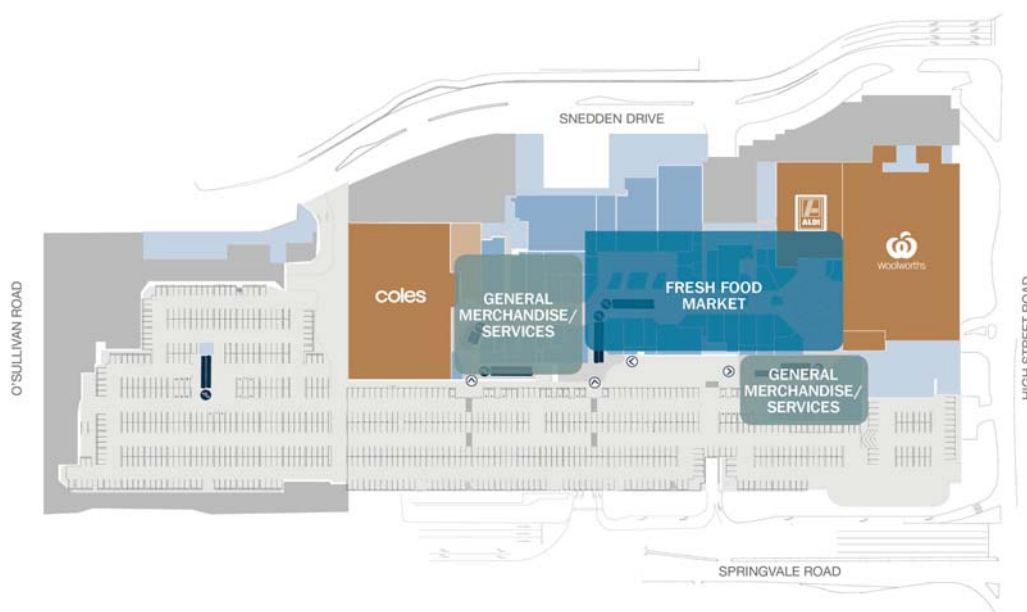 SNEDDEN DRIVE
O'SULLIVAN ROAD
ALDI
woolworths
coles
GENERAL
MERCHANDISE/
SERVICES
FRESH FOOD
MARKET
HIGH STREET ROAD
GENERAL
MERCHANDISE/
SERVICES
SPRINGVALE ROAD